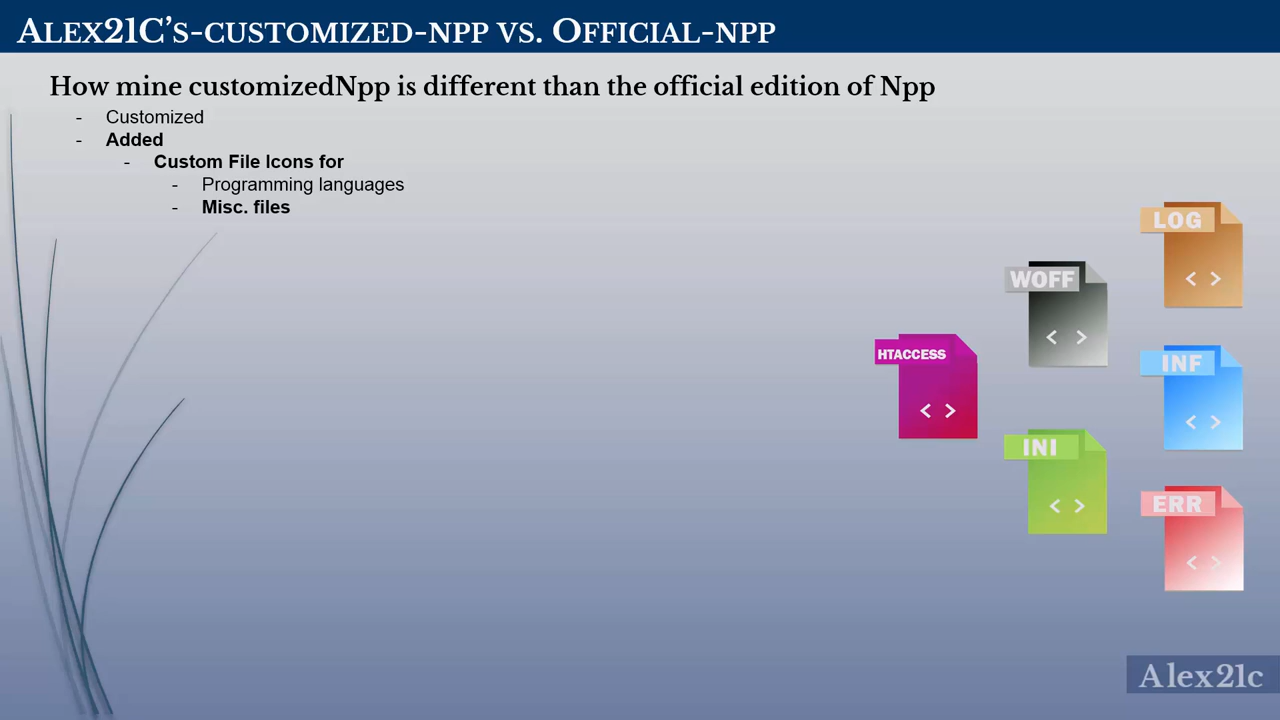 ALEX21C'S-CUSTOMIZED-NPP VS. OFFICIAL-NPP
How mine customizedNpp is different than the official edition of Npp
- Customized
- Added
- Custom File Icons for
- Programming languages
- Misc. files
LOG
< >
WOFF
< >
HTACCESS
< >
INF
< >
INI
< >
ERR
< >
Alex21c